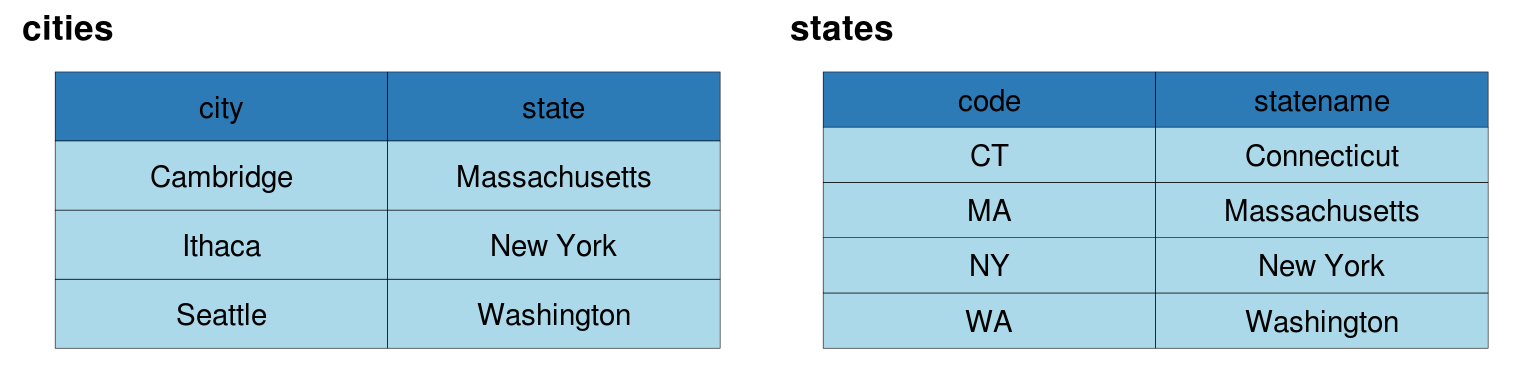 cities
city state
Cambridge Massachusetts
Ithaca New York
Seattle Washington
states
code statename
CT Connecticut
MA Massachusetts
NY New York
WA Washington